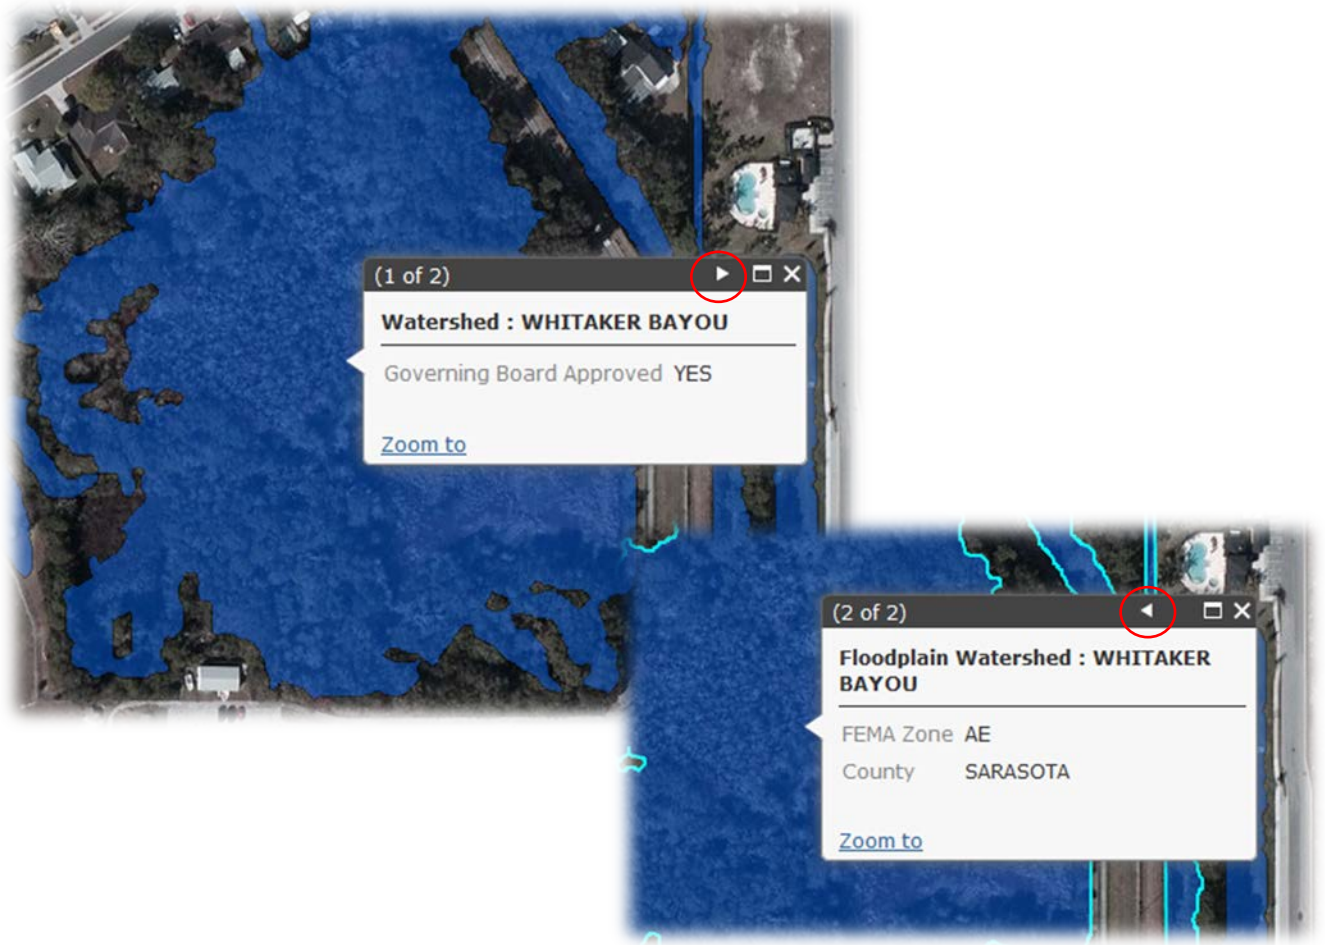 (1 of 2)
Watershed : WHITAKER BAYOU
Governing Board Approved YES
Zoom to
(2 of 2)
Floodplain Watershed : WHITAKER
BAYOU
FEMA Zone AE
County SARASOTA
Zoom to